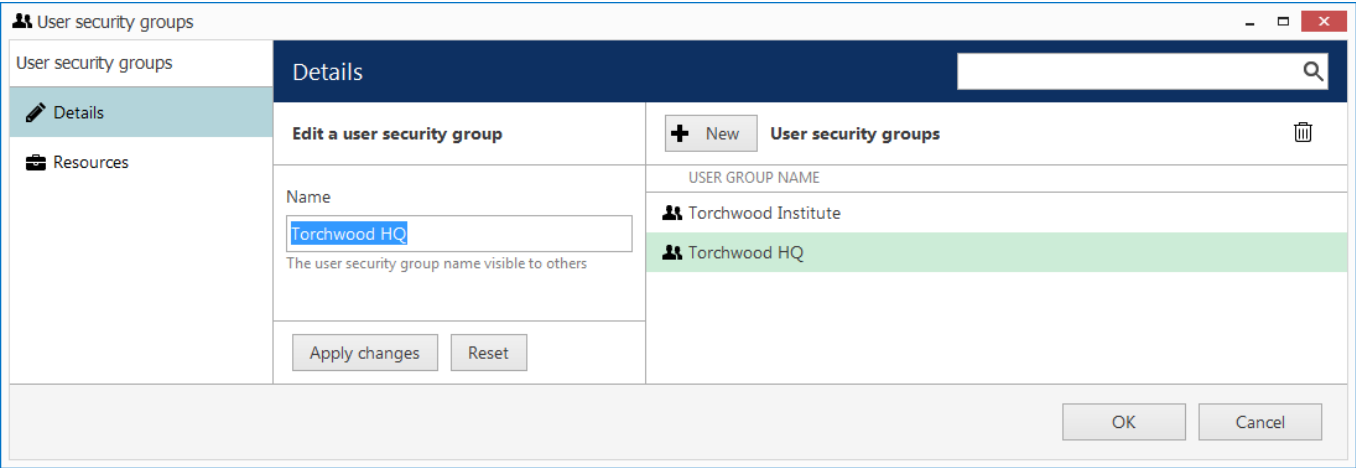 User security groups
User security groups
Details
Resources
Details
Edit a user security group
Name
Torchwood HQ
The user security group name visible to others
Apply changes Reset
New User security groups
USER GROUP NAME
Torchwood Institute
Torchwood HQ
OK Cancel